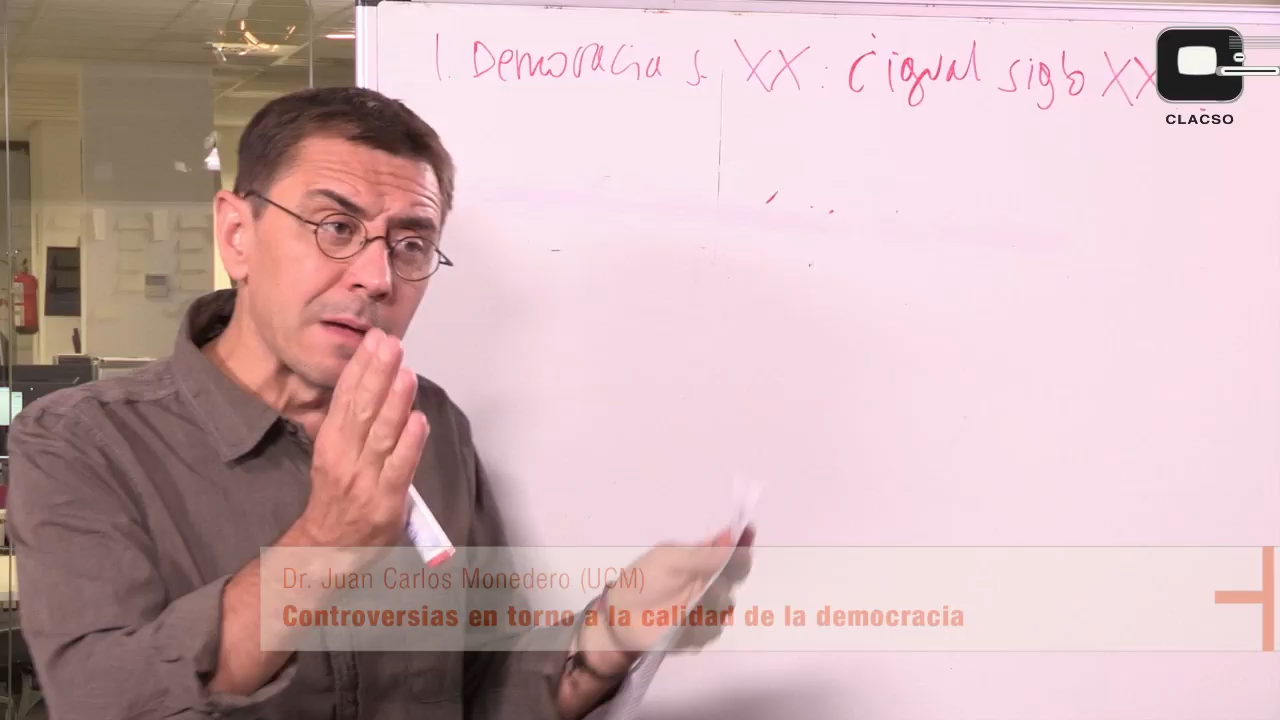 1. Democracia s. XX: ¿igual siglo XX
CLACSO
Dr. Juan Carlos Monedero (UCM)
Controversias en torno a la calidad de la democracia